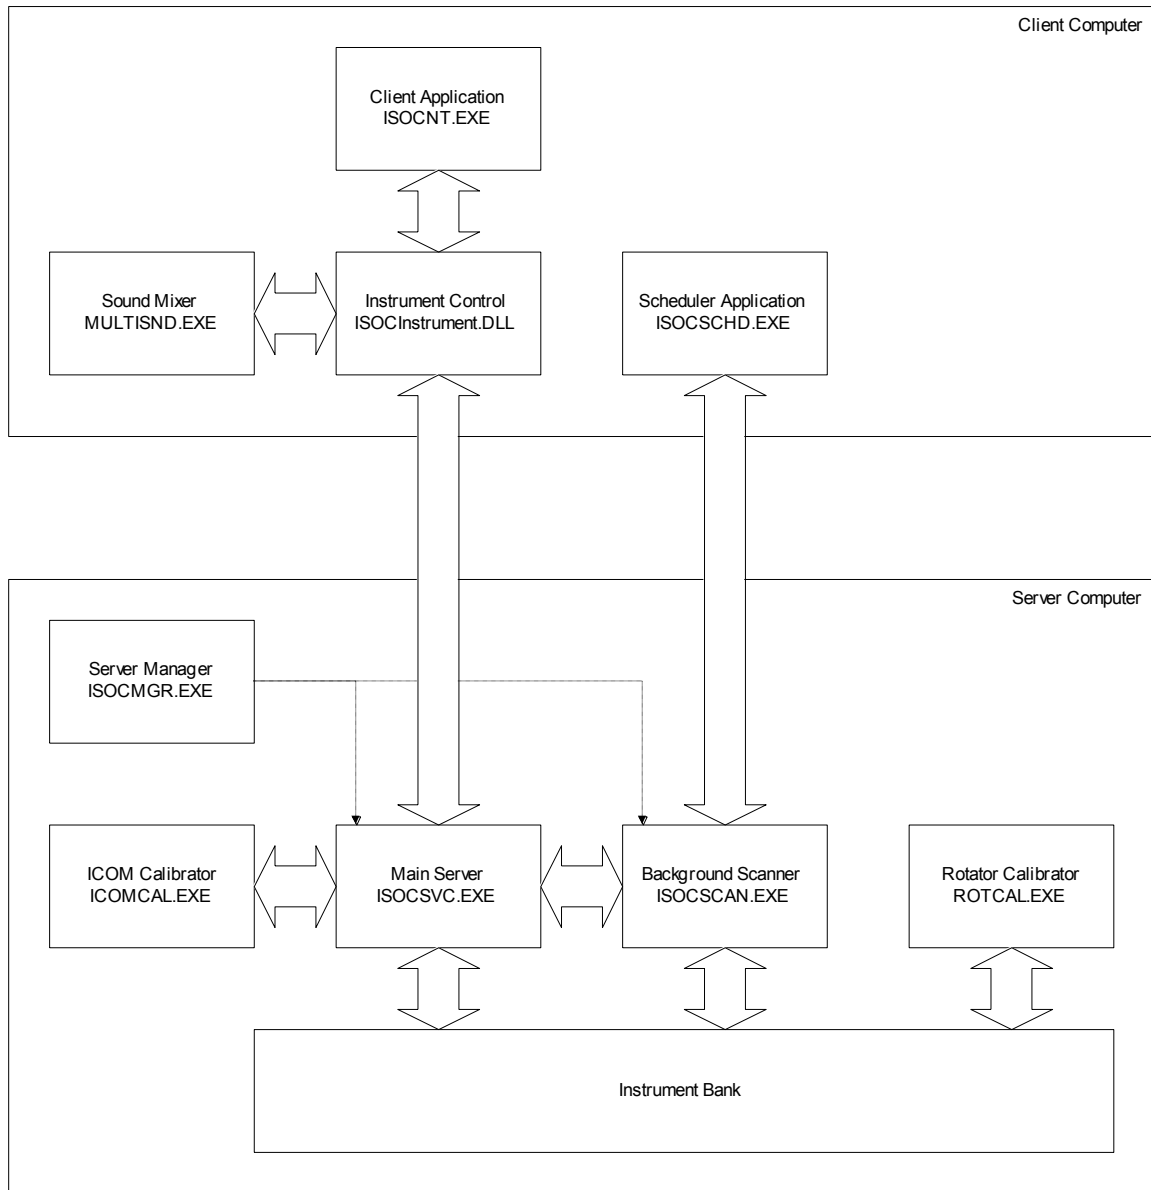 Client Computer
Client Application
ISOCNT.EXE
Sound Mixer
MULTISND.EXE
Instrument Control
ISOCInstrument.DLL
Scheduler Application
ISOCSCHD.EXE
Server Computer
Server Manager
ISOCMGR.EXE
ICOM Calibrator
ICOMCAL.EXE
Main Server
ISOCSVC.EXE
Background Scanner
ISOCSCAN.EXE
Rotator Calibrator
ROTCAL.EXE
Instrument Bank